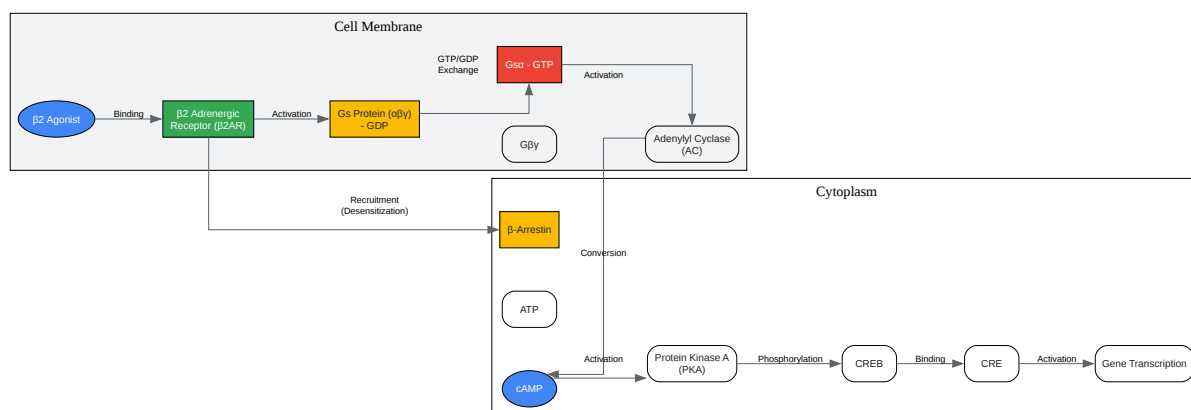 Cell Membrane
GTP/GDP
Exchange
Gsα - GTP
Activation
β2 Agonist
Binding
β2 Adrenergic
Receptor (β2AR)
Activation
Gs Protein (αβγ)
- GDP
Gβγ
Adenylyl Cyclase
(AC)
Cytoplasm
Recruitment
(Desensitization)
β-Arrestin
Conversion
ATP
cAMP
Activation
Protein Kinase A
(PKA)
Phosphorylation
CREB
Binding
CRE
Activation
Gene Transcription